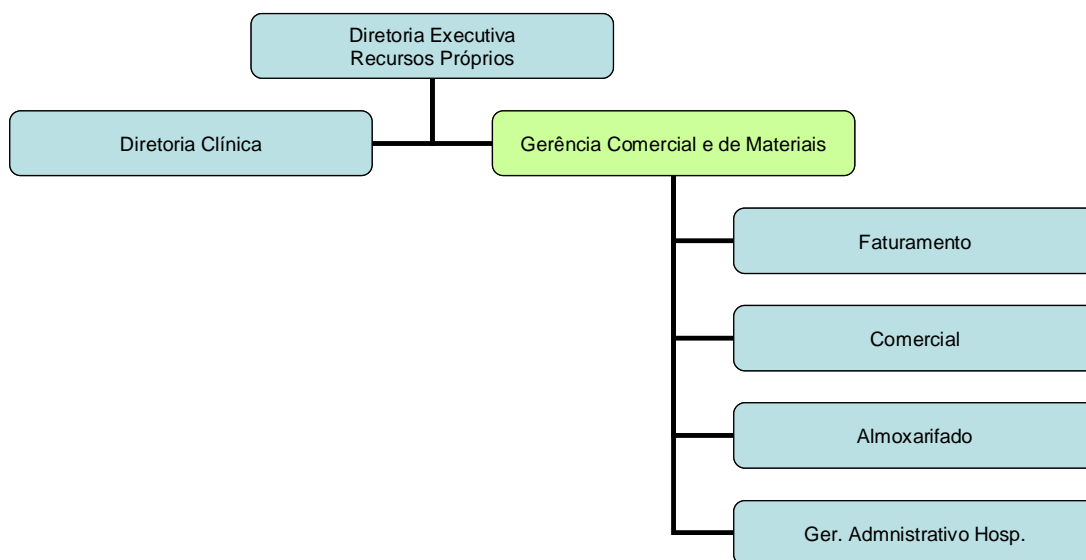 Diretoria Executiva
Recursos Próprios
Diretoria Clínica
Gerência Comercial e de Materiais
Faturamento
Comercial
Almoxarifado
Ger. Admnistrativo Hosp.